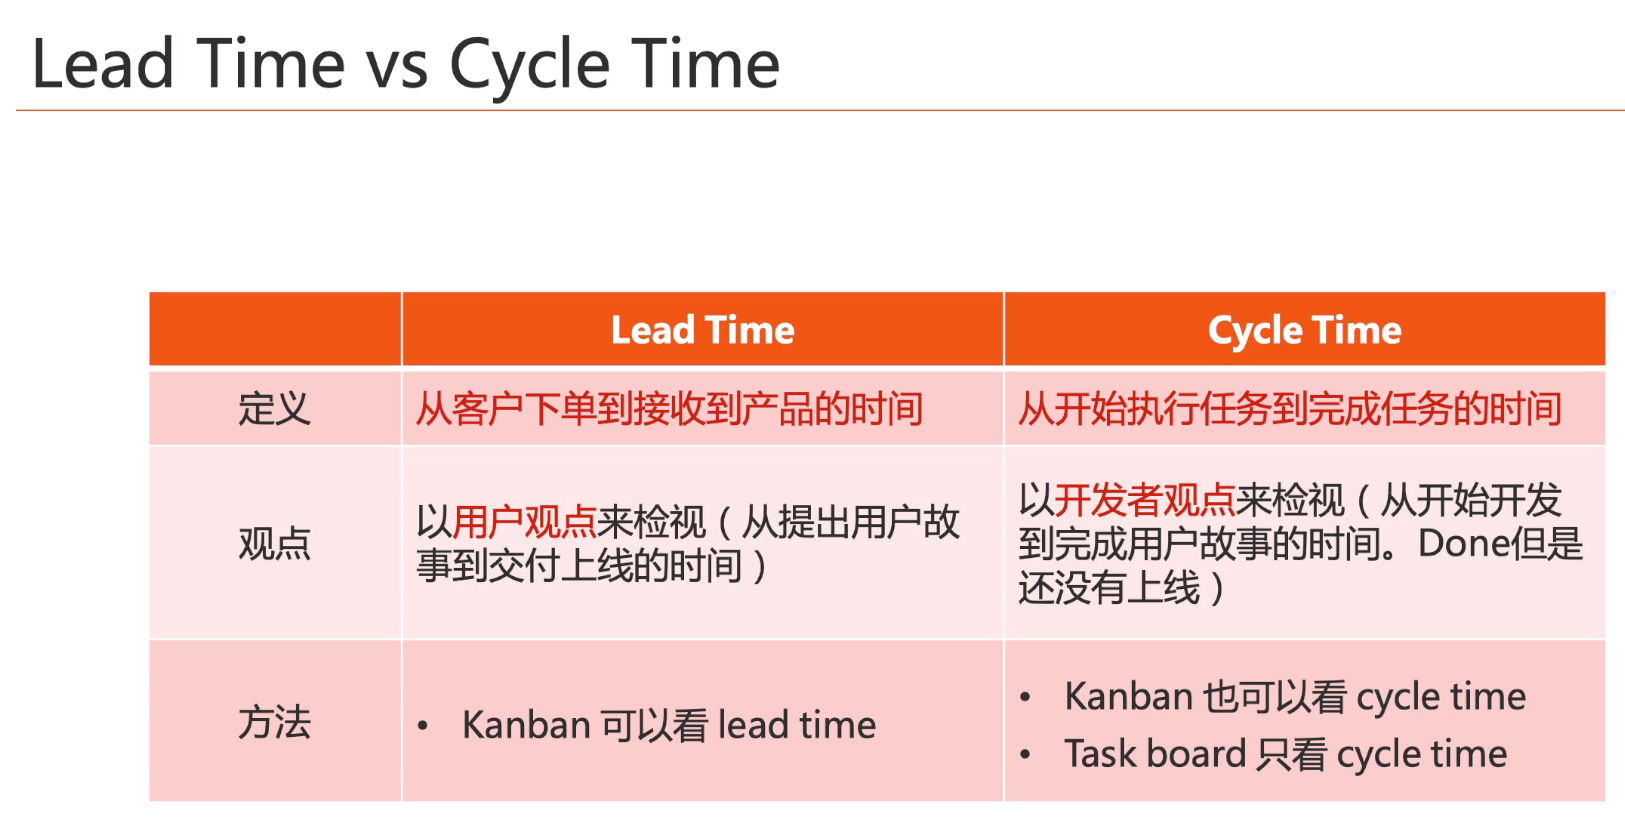 Lead Time vs Cycle Time
Lead Time
Cycle Time
定义
从客户下单到接收到产品的时间
从开始执行任务到完成任务的时间
观点
以用户观点来检视（从提出用户故
事到交付上线的时间）
以开发者观点来检视（从开始开发
到完成用户故事的时间。Done但是
还没有上线）
方法
• Kanban 可以看 lead time
• Kanban 也可以看 cycle time
• Task board 只看 cycle time